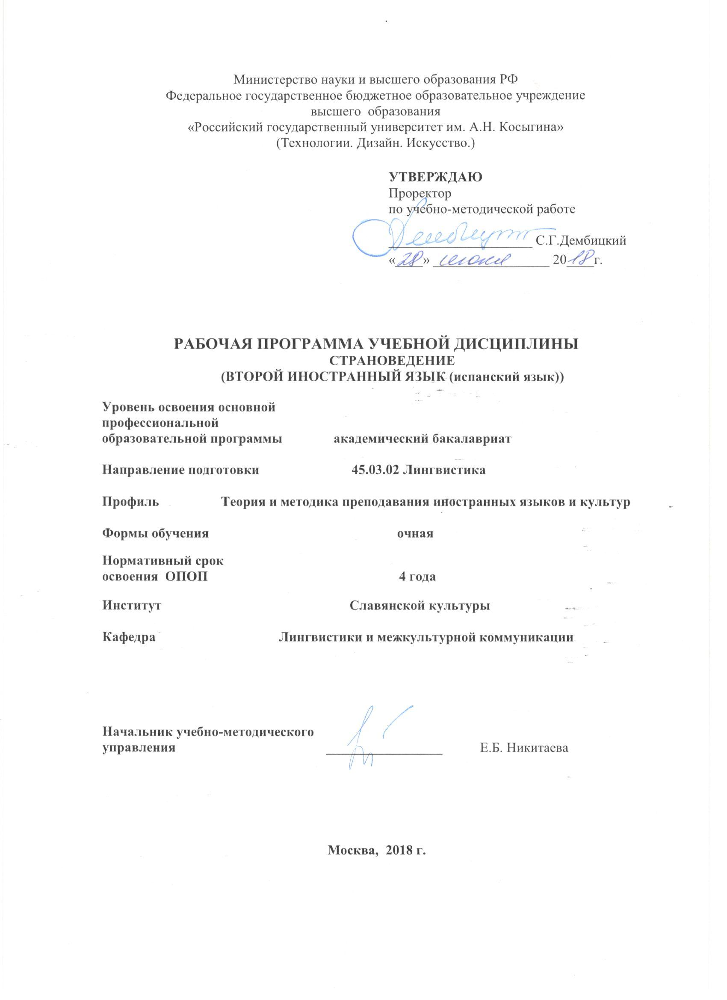 Министерство науки и высшего образования РФ
Федеральное государственное бюджетное образовательное учреждение
высшего образования
«Российский государственный университет им. А.Н. Косыгина»
(Технологии. Дизайн. Искусство.)
УТВЕРЖДАЮ
Проректор
по учебно-методической работе
С.Г.Дембицкий
«28» июня 2018г.
РАБОЧАЯ ПРОГРАММА УЧЕБНОЙ ДИСЦИПЛИНЫ
СТРАНОВЕДЕНИЕ
(ВТОРОЙ ИНОСТРАННЫЙ ЯЗЫК (испанский язык))
Уровень освоения основной
профессиональной
образовательной программы академический бакалавриат
Направление подготовки 45.03.02 Лингвистика
Профиль Теория и методика преподавания иностранных языков и культур
Формы обучения очная
Нормативный срок
освоения ОПОП 4 года
Институт Славянской культуры
Кафедра Лингвистики и межкультурной коммуникации
Начальник учебно-методического
управления Е.Б. Никитаева
Москва, 2018 г.